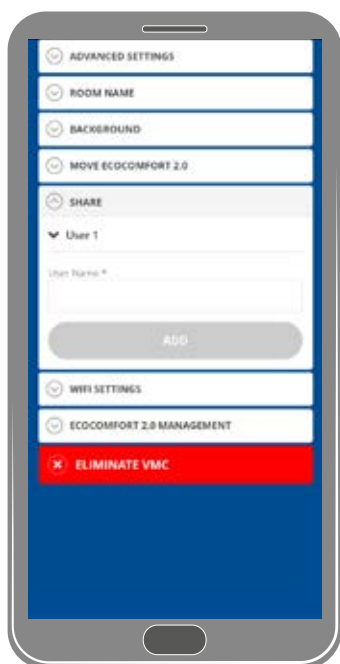 ADVANCED SETTINGS
ROOM NAME
BACKGROUND
MOVE ECOCOMFORT 2.0
SHARE
User 1
User Name *
ADD
WIFI SETTINGS
ECOCOMFORT 2.0 MANAGEMENT
ELIMINATE VMC